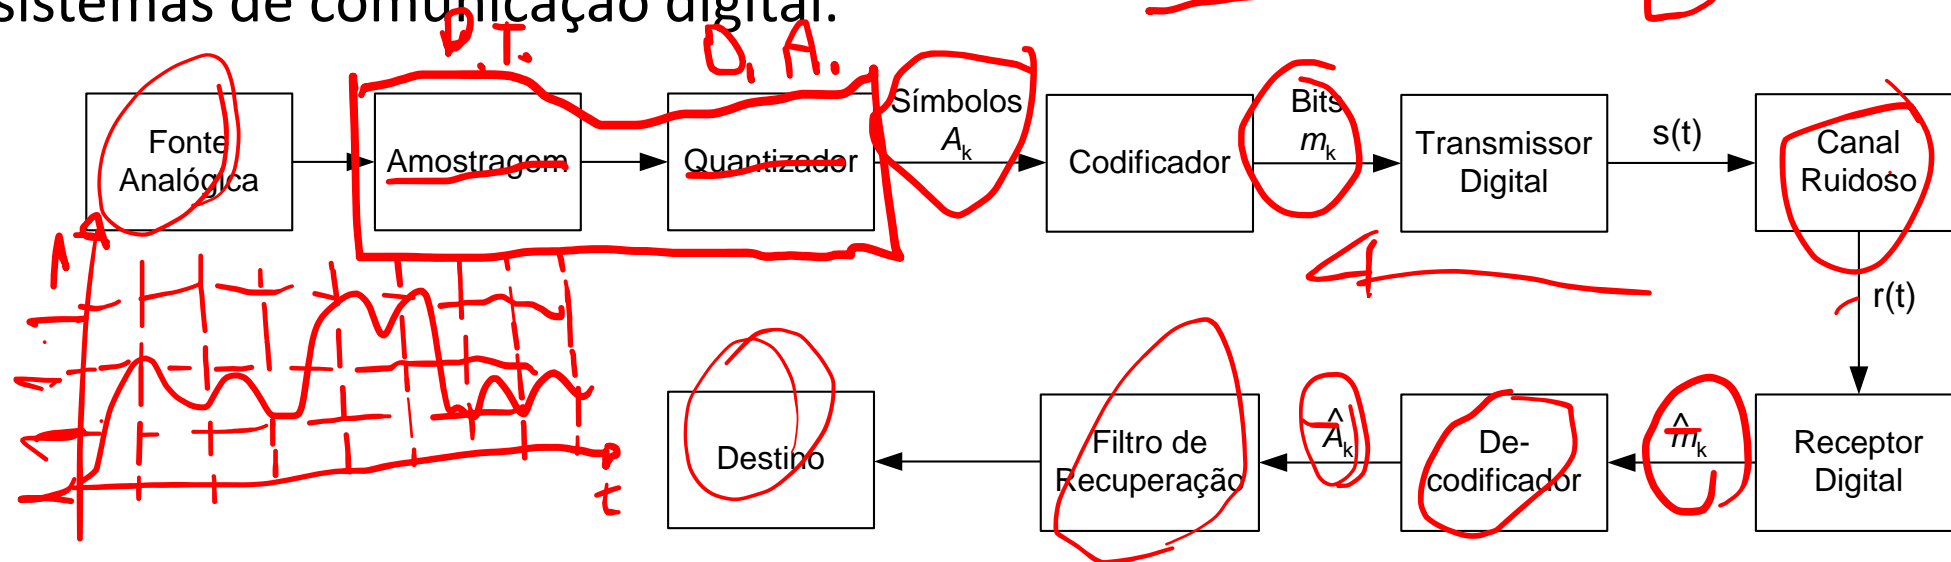 sistemas de comunicação digital.
D.T.
D.A.
Fonte
Analógica
Amostragem
Quantizador
Símbolos
Ak
Codificador
Bits
mk
Transmissor
Digital
s(t)
Canal
Ruidoso
r(t)
Destino
Filtro de
Recuperação
Âk
De-
codificador
m̂k
Receptor
Digital
t